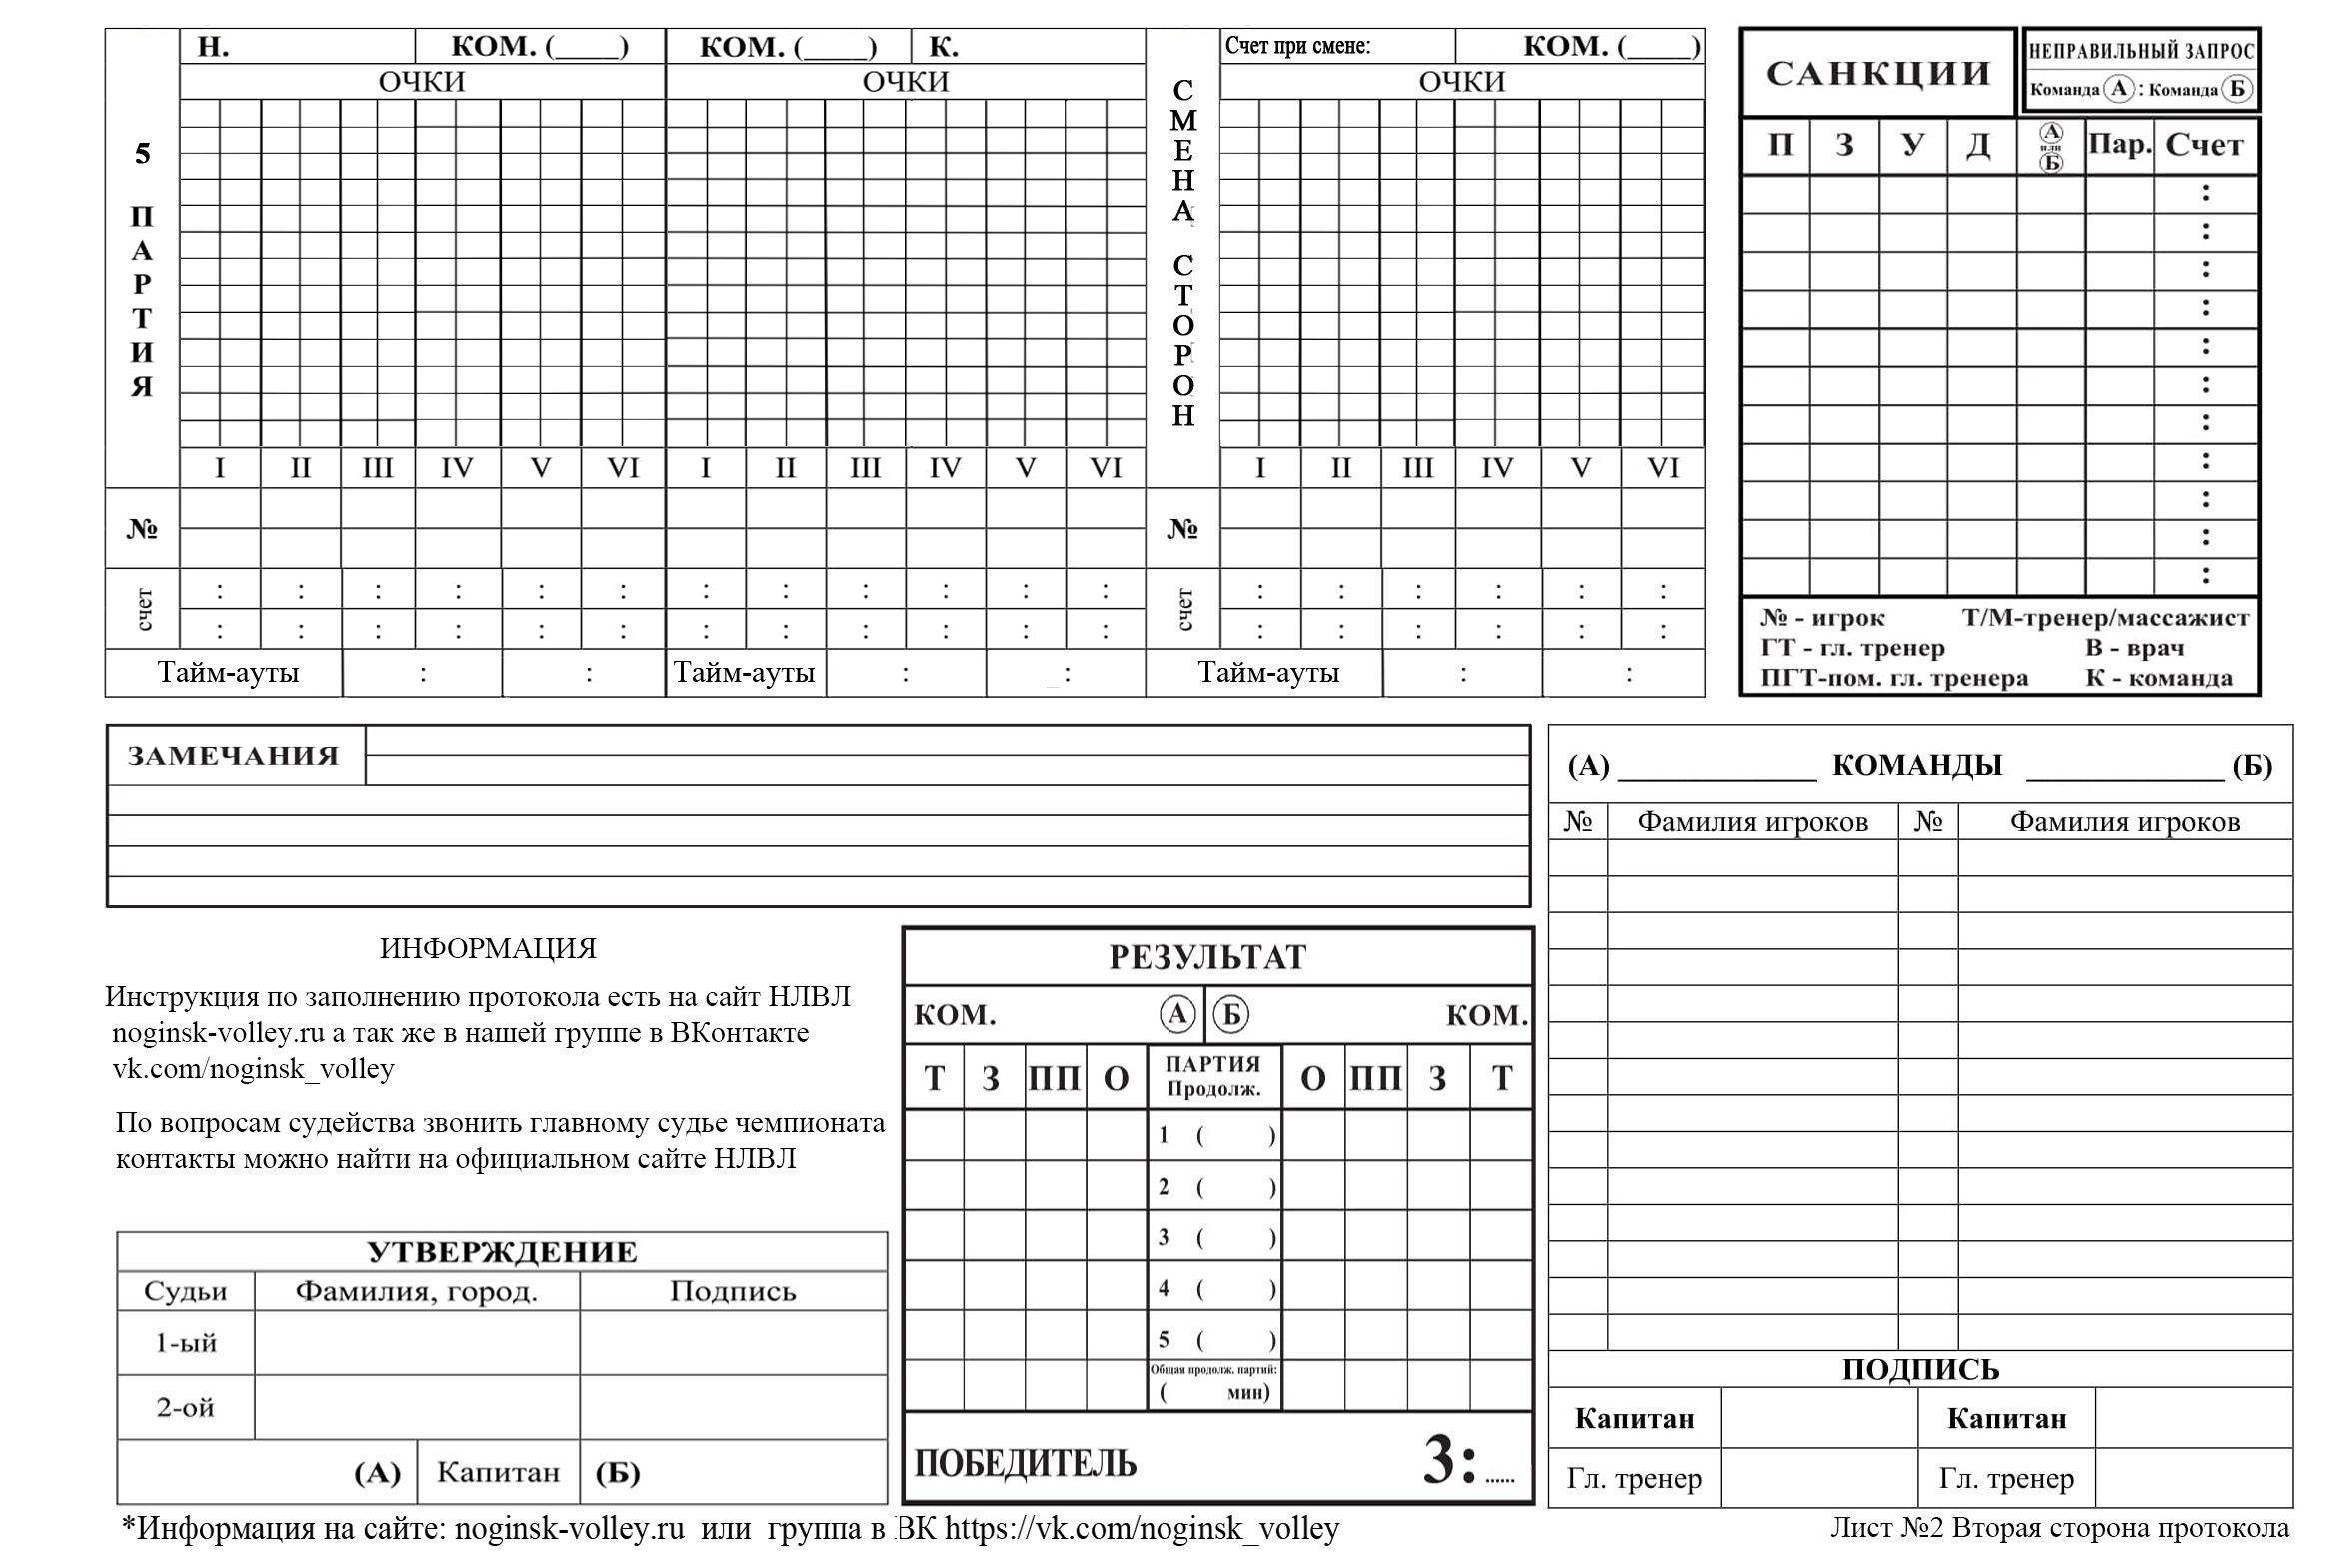 5 ПАРТИЯ
Н. КОМ. (____) КОМ. (____) К.
ОЧКИ ОЧКИ
I II III IV V VI I II III IV V VI
№
счет : : : : : : : : : : : :
: : : : : : : : : : : :
Тайм-ауты : : Тайм-ауты : :
СМЕНА СТОРОН
Счет при смене: КОМ. (____)
ОЧКИ
I II III IV V VI
№
счет : : : : : :
: : : : : :
Тайм-ауты : :
САНКЦИИ
НЕПРАВИЛЬНЫЙ ЗАПРОС
Команда А : Команда Б
П З У Д А или Б Пар. Счет
:
:
:
:
:
:
:
:
:
:
:
№ - игрок Т/М-тренер/массажист
ГТ - гл. тренер В - врач
ПГТ-пом. гл. тренера К - команда
ЗАМЕЧАНИЯ
ИНФОРМАЦИЯ
Инструкция по заполнению протокола есть на сайт НЛВЛ
noginsk-volley.ru а так же в нашей группе в ВКонтакте
vk.com/noginsk_volley
По вопросам судейства звонить главному судье чемпионата
контакты можно найти на официальном сайте НЛВЛ
УТВЕРЖДЕНИЕ
Судьи Фамилия, город. Подпись
1-ый
2-ой
(А) Капитан (Б)
РЕЗУЛЬТАТ
КОМ. А Б КОМ.
Т З ПП О ПАРТИЯ Продолж. О ПП З Т
1 ( )
2 ( )
3 ( )
4 ( )
5 ( )
Общая продолж. партий:
( мин)
ПОБЕДИТЕЛЬ 3:......
(А) _____________ КОМАНДЫ _____________ (Б)
№ Фамилия игроков № Фамилия игроков
ПОДПИСЬ
Капитан Капитан
Гл. тренер Гл. тренер
*Информация на сайте: noginsk-volley.ru или группа в ВК https://vk.com/noginsk_volley
Лист №2 Вторая сторона протокола